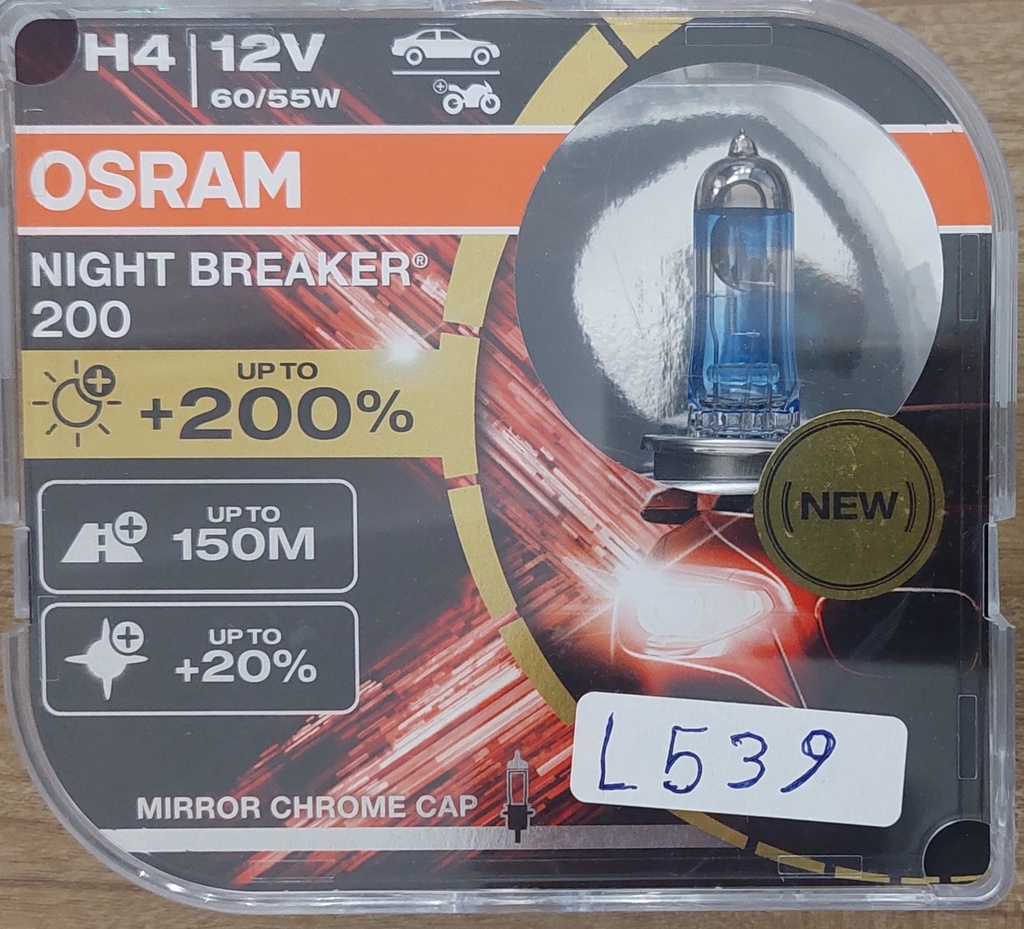 H4 12V
60/55W
OSRAM
NIGHT BREAKER®
200
UP TO
+200%
UP TO
150M
UP TO
+20%
(NEW)
L539
MIRROR CHROME CAP